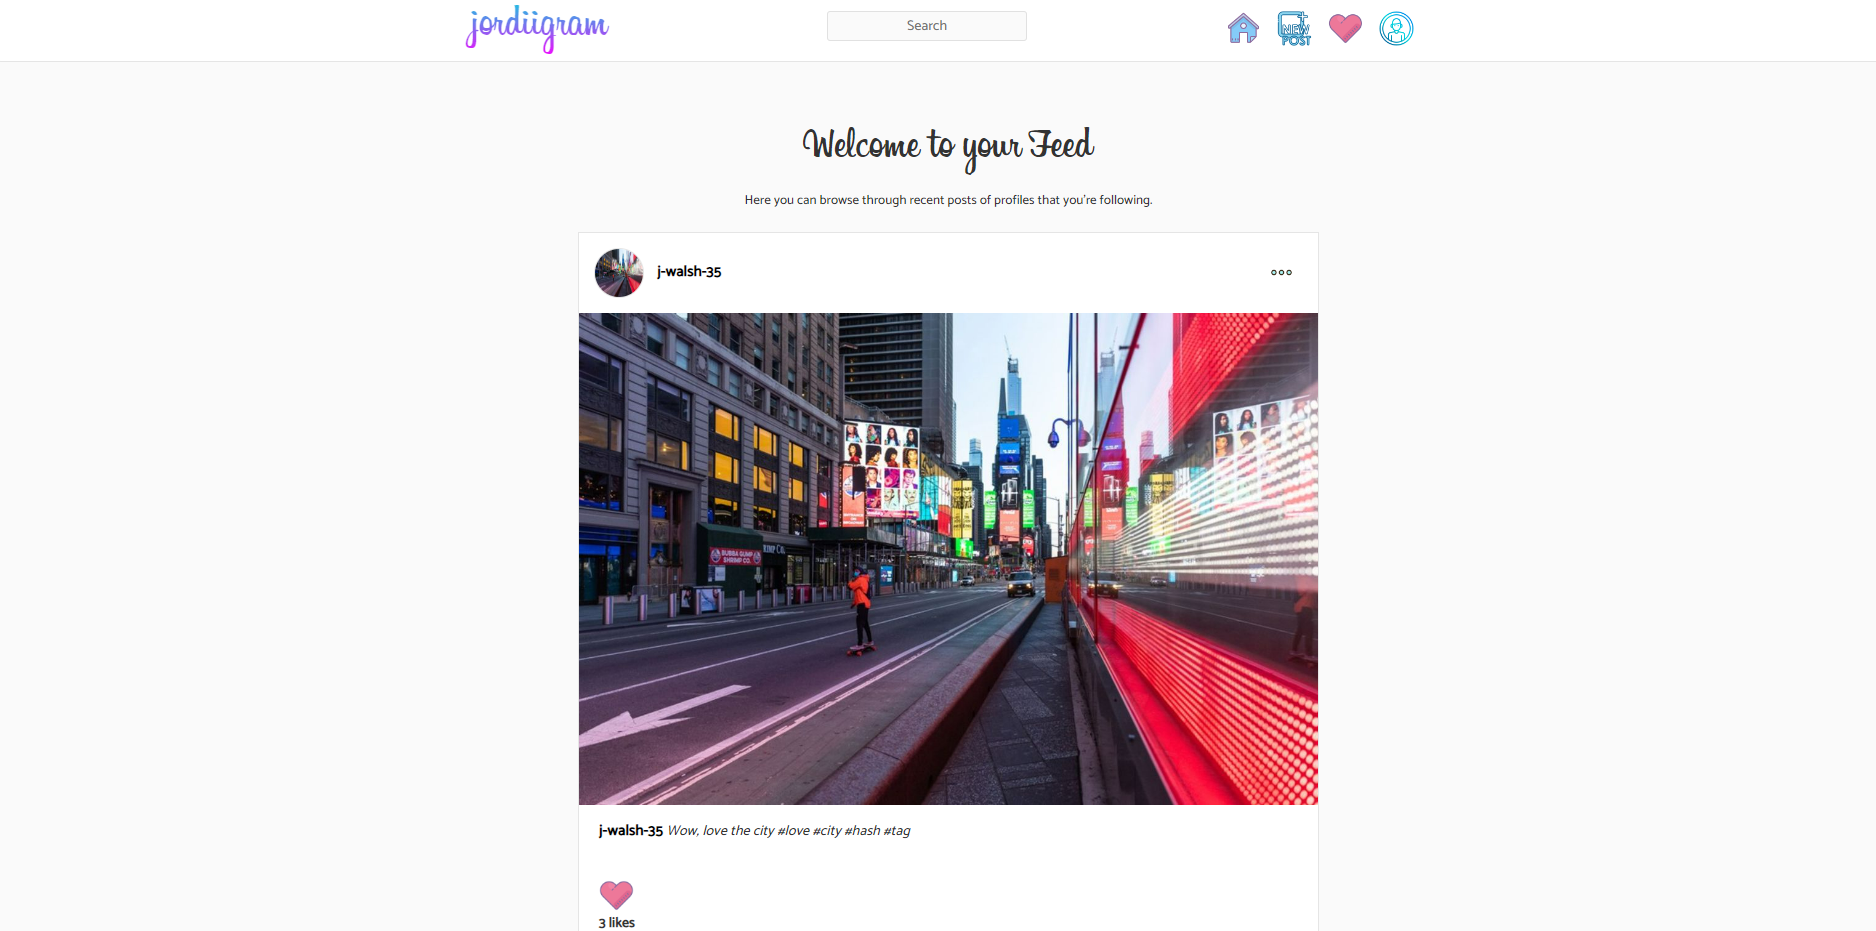 jordiigram
Search
NEW
POST
Welcome to your Feed
Here you can browse through recent posts of profiles that you're following.
j-walsh-35
BUBBA GUMP
SHRIMP CO.
j-walsh-35 Wow, love the city #love #city #hash #tag
3 likes